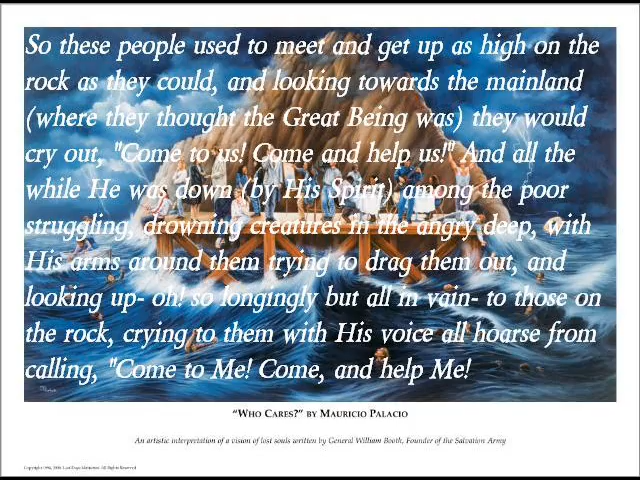 So these people used to meet and get up as high on the
rock as they could, and looking towards the mainland
(where they thought the Great Being was) they would
cry out, "Come to us! Come and help us!" And all the
while He was down (by His Spirit) among the poor
struggling, drowning creatures in the angry deep, with
His arms around them trying to drag them out, and
looking up- oh! so longingly but all in vain- to those on
the rock, crying to them with His voice all hoarse from
calling, "Come to Me! Come, and help Me!
"WHO CARES?" BY MAURICIO PALACIO
An artistic interpretation of a vision of lost souls written by General William Booth, Founder of the Salvation Army
All Rights Reserved